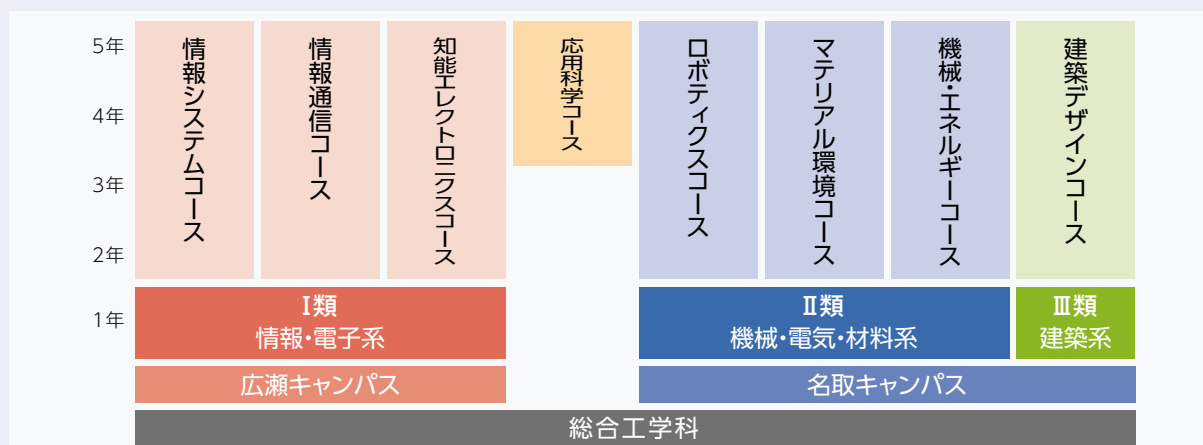 5年
4年
3年
2年
1年
情報システムコース
情報通信コース
知能エレクトロニクスコース
応用科学コース
ロボティクスコース
マテリアル環境コース
機械・エネルギーコース
建築デザインコース
Ⅰ類
情報・電子系
Ⅱ類
機械・電気・材料系
Ⅲ類
建築系
広瀬キャンパス
名取キャンパス
総合工学科